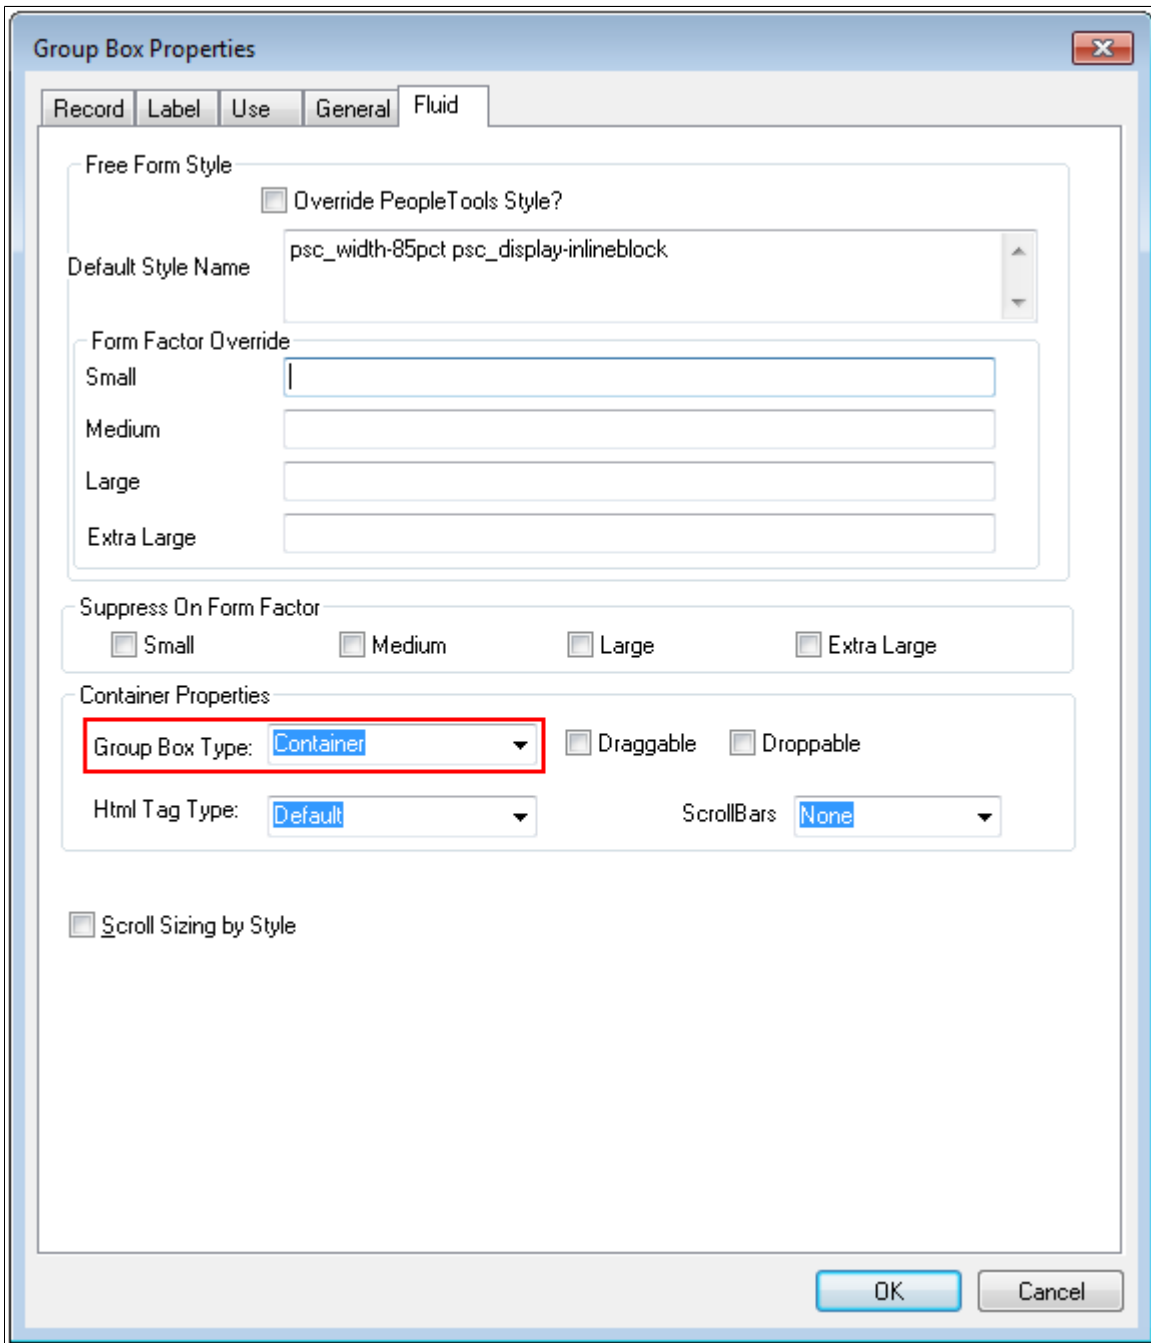 Group Box Properties
Record Label Use General Fluid
Free Form Style
Override PeopleTools Style?
Default Style Name psc_width-85pct psc_display-inlineblock
Form Factor Override
Small
Medium
Large
Extra Large
Suppress On Form Factor
Small Medium Large Extra Large
Container Properties
Group Box Type: Container Draggable Droppable
Html Tag Type: Default ScrollBars None
Scroll Sizing by Style
OK Cancel